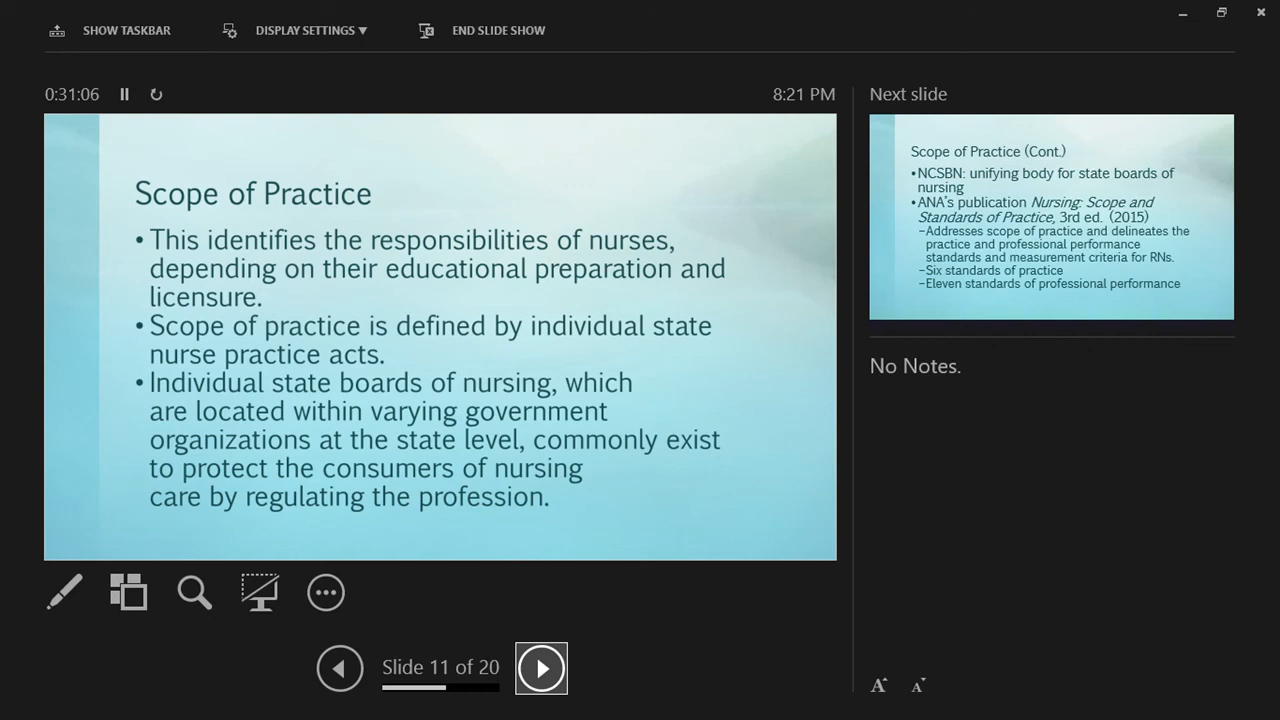 SHOW TASKBAR
DISPLAY SETTINGS ▼
END SLIDE SHOW
0:31:06
8:21 PM
Scope of Practice
• This identifies the responsibilities of nurses,
depending on their educational preparation and
licensure.
• Scope of practice is defined by individual state
nurse practice acts.
• Individual state boards of nursing, which
are located within varying government
organizations at the state level, commonly exist
to protect the consumers of nursing
care by regulating the profession.
Slide 11 of 20
Next slide
Scope of Practice (Cont.)
•NCSBN: unifying body for state boards of
nursing
•ANA's publication Nursing: Scope and
Standards of Practice, 3rd ed. (2015)
–Addresses scope of practice and delineates the
practice and professional performance
standards and measurement criteria for RNs.
–Six standards of practice
–Eleven standards of professional performance
No Notes.
A A